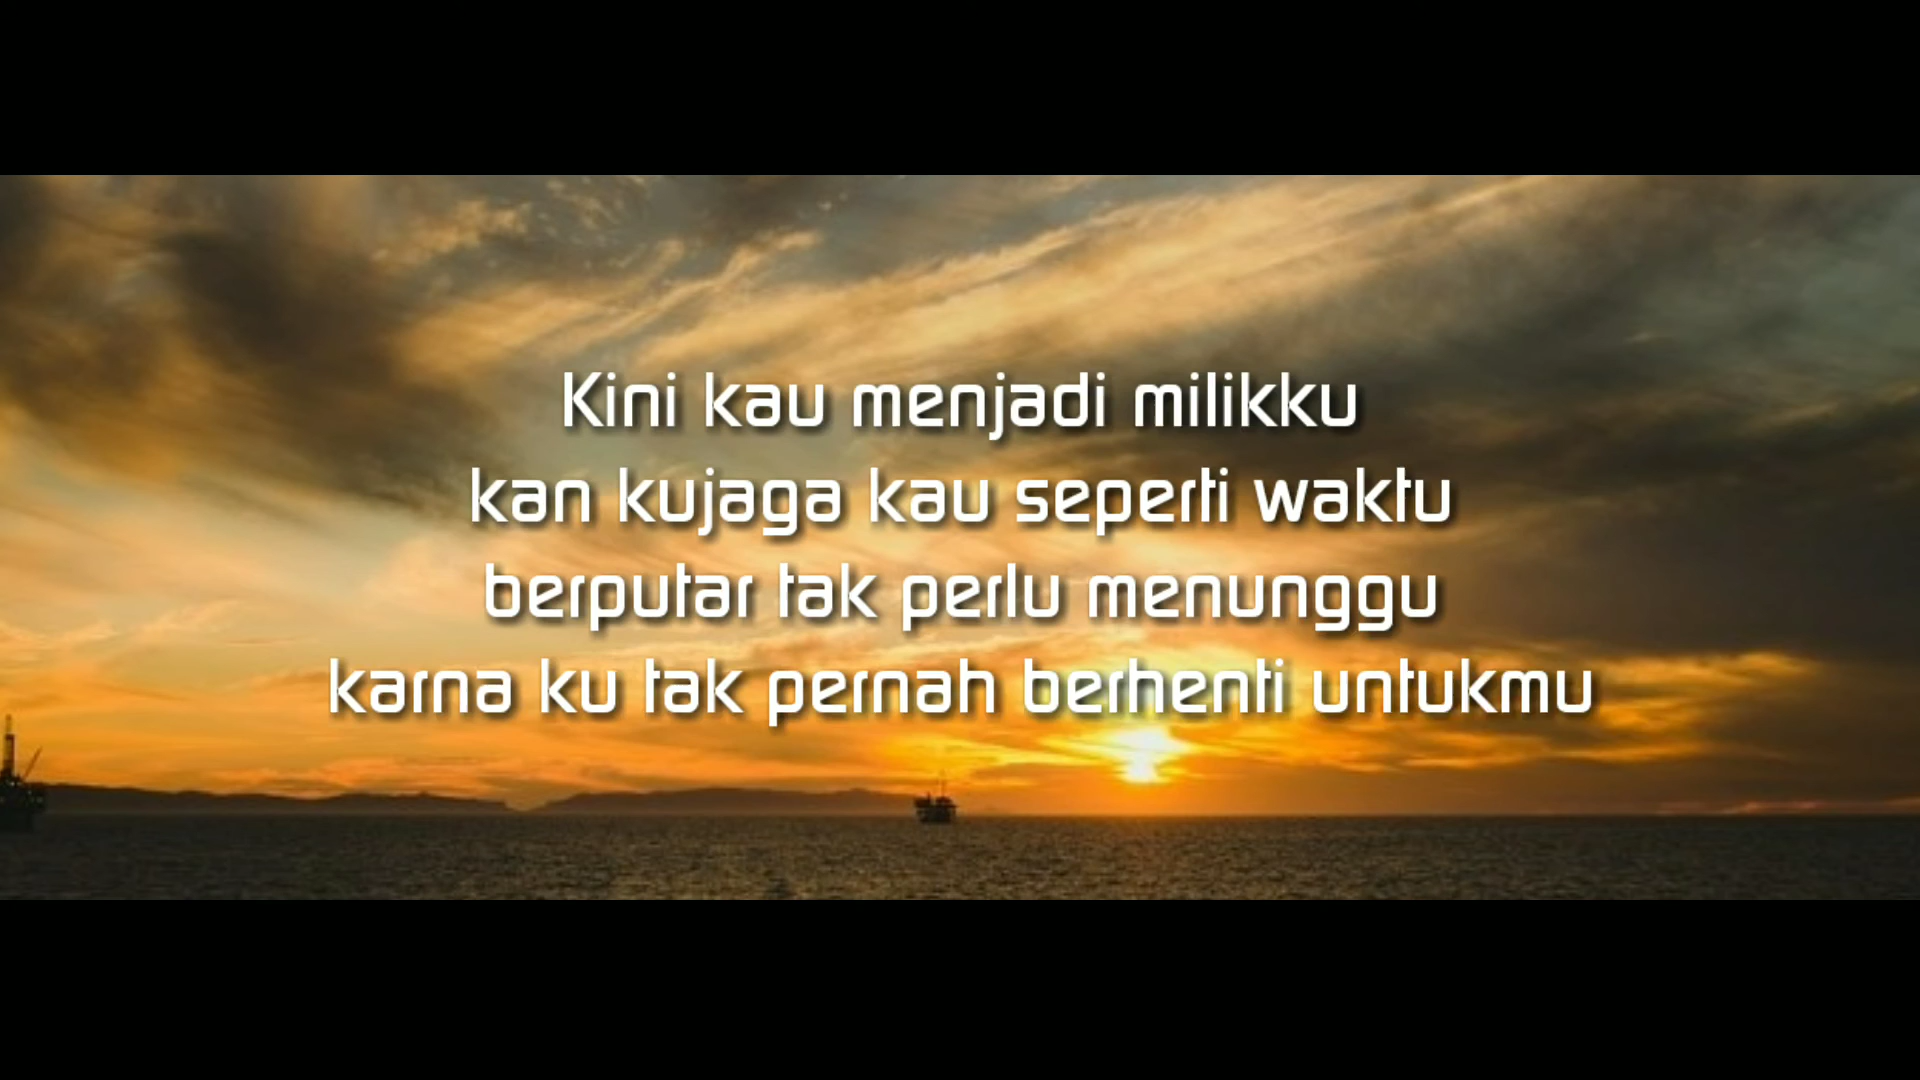 Kini kau menjadi milikku
kan kujaga kau seperti waktu
berputar tak perlu menunggu
karna ku tak pernah berhenti untukmu